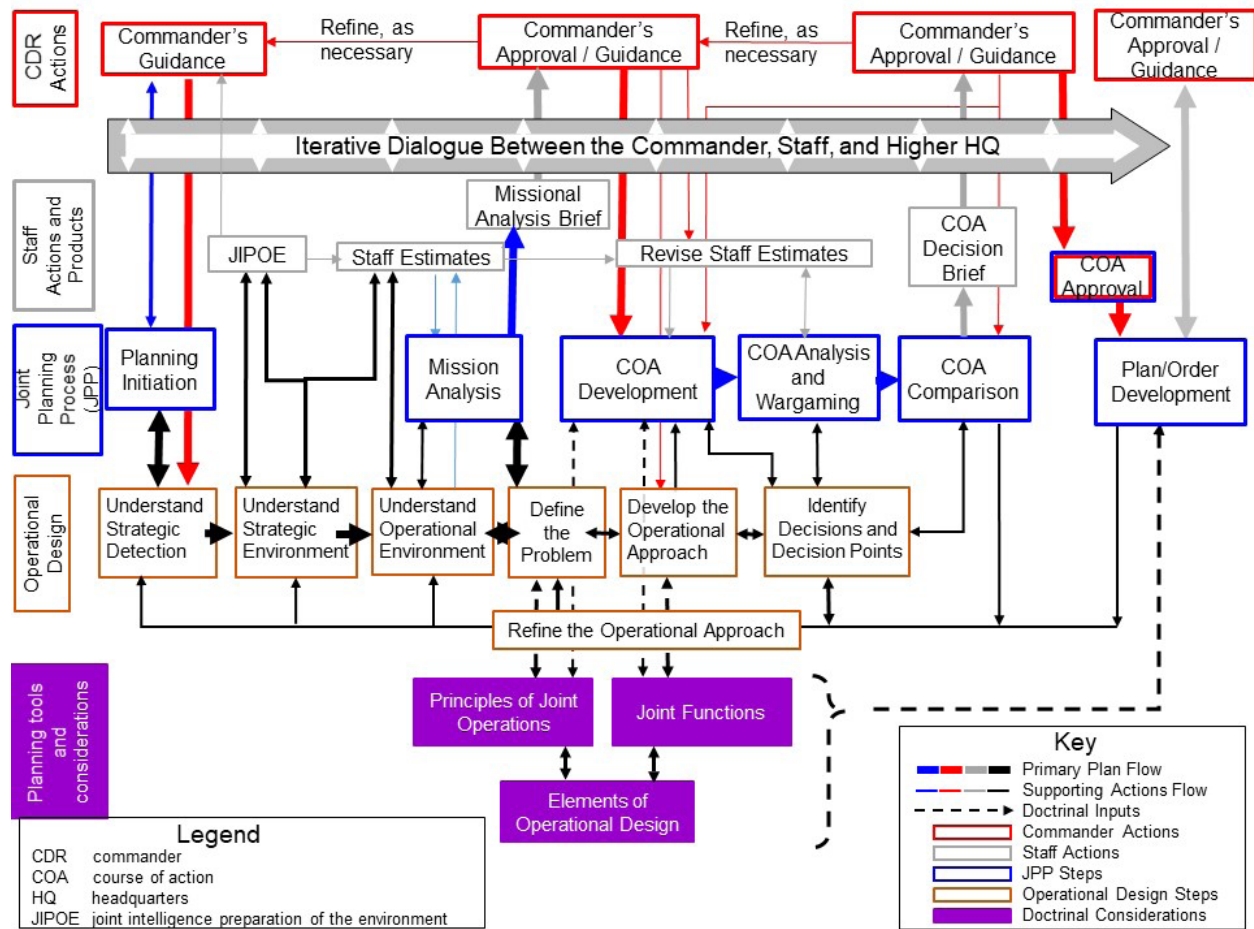 CDR
Actions
Commander's
Guidance
Refine, as
necessary
Commander's
Approval / Guidance
Refine, as
necessary
Commander's
Approval / Guidance
Commander's
Approval /
Guidance
Iterative Dialogue Between the Commander, Staff, and Higher HQ
Staff
Actions and
Products
Missional
Analysis Brief
JIPOE
Staff Estimates
Revise Staff Estimates
COA
Decision
Brief
COA
Approval
Joint
Planning
Process
(JPP)
Planning
Initiation
Mission
Analysis
COA
Development
COA Analysis
and
Wargaming
COA
Comparison
Plan/Order
Development
Operational
Design
Understand
Strategic
Detection
Understand
Strategic
Environment
Understand
Operational
Environment
Define
the
Problem
Develop the
Operational
Approach
Identify
Decisions and
Decision Points
Refine the Operational Approach
Planning tools
and
considerations
Principles of Joint
Operations
Joint Functions
Elements of
Operational Design
Legend
CDR commander
COA course of action
HQ headquarters
JIPOE joint intelligence preparation of the environment
Key
Primary Plan Flow
Supporting Actions Flow
Doctrinal Inputs
Commander Actions
Staff Actions
JPP Steps
Operational Design Steps
Doctrinal Considerations